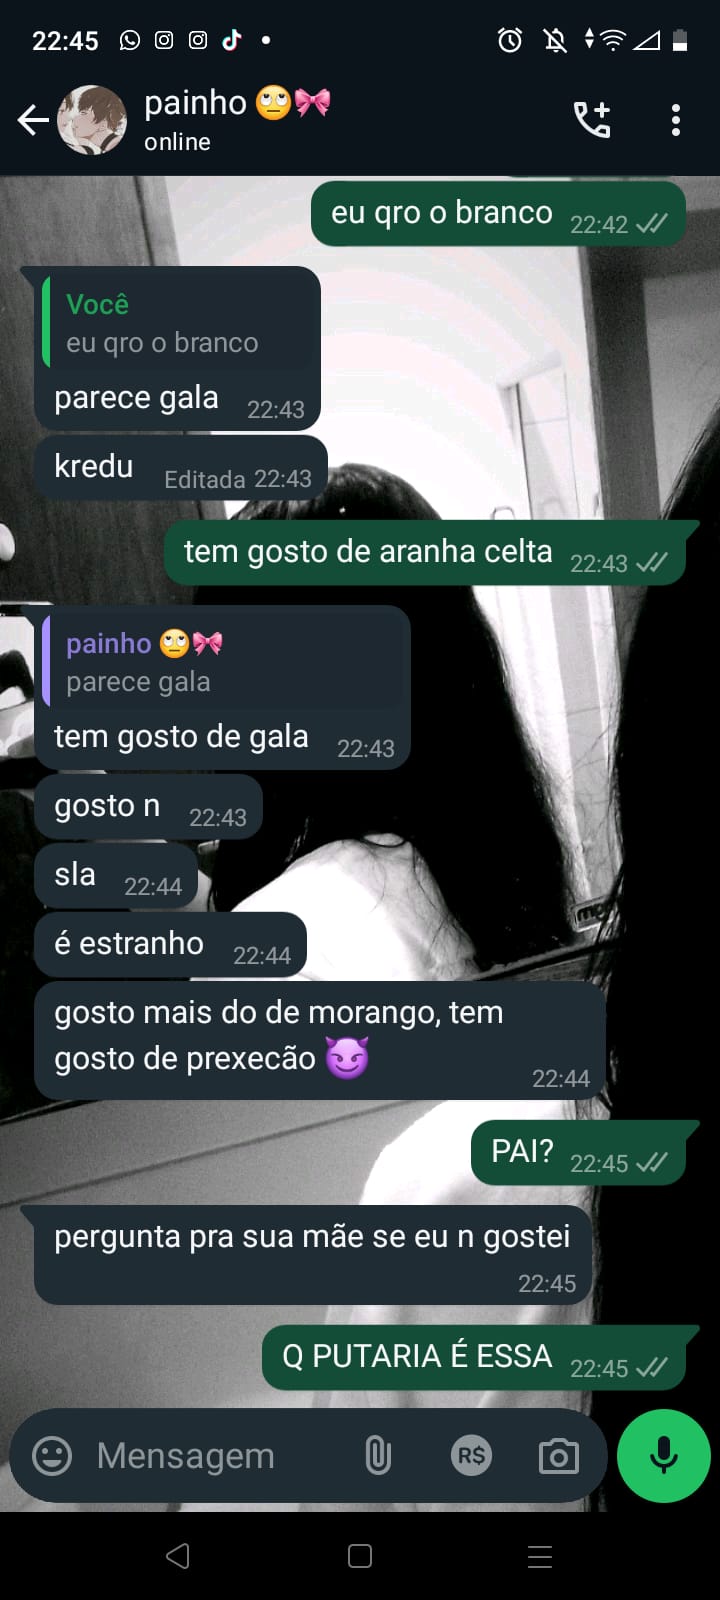 22:45
painho 🙄🎀
online
eu qro o branco 22:42
Você
eu qro o branco
parece gala 22:43
kredu Editada 22:43
tem gosto de aranha celta 22:43
painho 🙄🎀
parece gala
tem gosto de gala 22:43
gosto n 22:43
sla 22:44
é estranho 22:44
gosto mais do de morango, tem
gosto de prexecão 😈
22:44
PAI? 22:45
pergunta pra sua mãe se eu n gostei
22:45
Q PUTARIA É ESSA 22:45
Mensagem R$